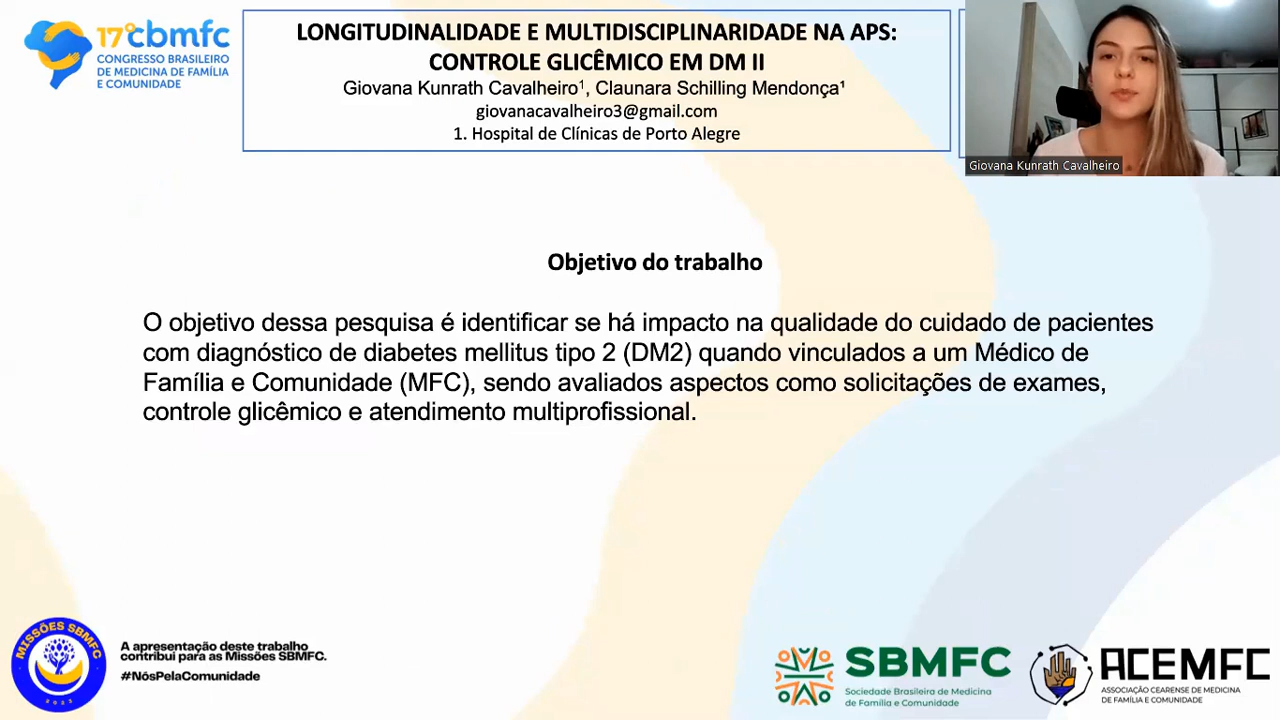 17º cbmfc
CONGRESSO BRASILEIRO
DE MEDICINA DE FAMÍLIA
E COMUNIDADE
LONGITUDINALIDADE E MULTIDISCIPLINARIDADE NA APS:
CONTROLE GLICÊMICO EM DM II
Giovana Kunrath Cavalheiro¹, Claunara Schilling Mendonça¹
giovanacavalheiro3@gmail.com
1. Hospital de Clínicas de Porto Alegre
Giovana Kunrath Cavalheiro
Objetivo do trabalho
O objetivo dessa pesquisa é identificar se há impacto na qualidade do cuidado de pacientes
com diagnóstico de diabetes mellitus tipo 2 (DM2) quando vinculados a um Médico de
Família e Comunidade (MFC), sendo avaliados aspectos como solicitações de exames,
controle glicêmico e atendimento multiprofissional.
MISSÕES SBMFC
2023
A apresentação deste trabalho
contribui para as Missões SBMFC.
#NósPelaComunidade
SBMFC
Sociedade Brasileira de Medicina
de Família e Comunidade
ACEMFC
ASSOCIAÇÃO CEARENSE DE MEDICINA
DE FAMÍLIA E COMUNIDADE